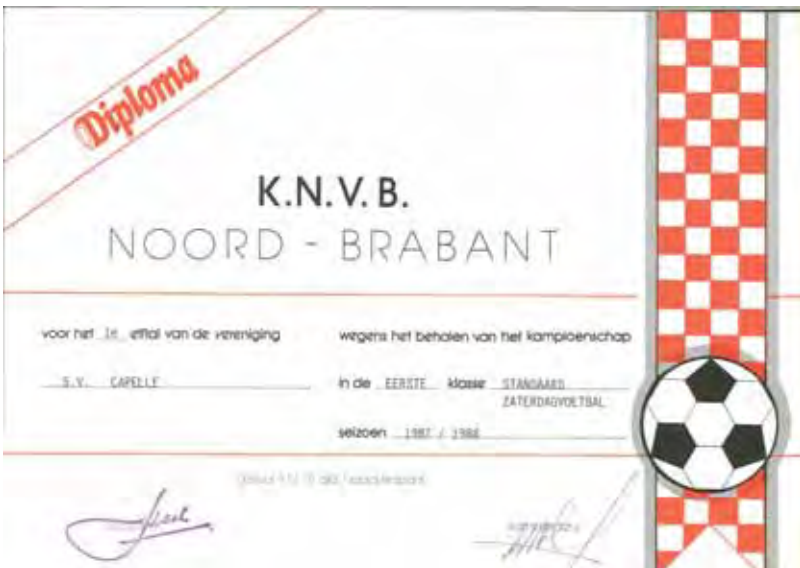 Diploma
K.N.V.B.
NOORD - BRABANT
voor het 1e elftal van de vereniging
S.V. CAPELLE
wegens het behalen van het kampioenschap
in de EERSTE klasse STANDAARD
ZATERDAGVOETBAL
seizoen 1987 / 1988